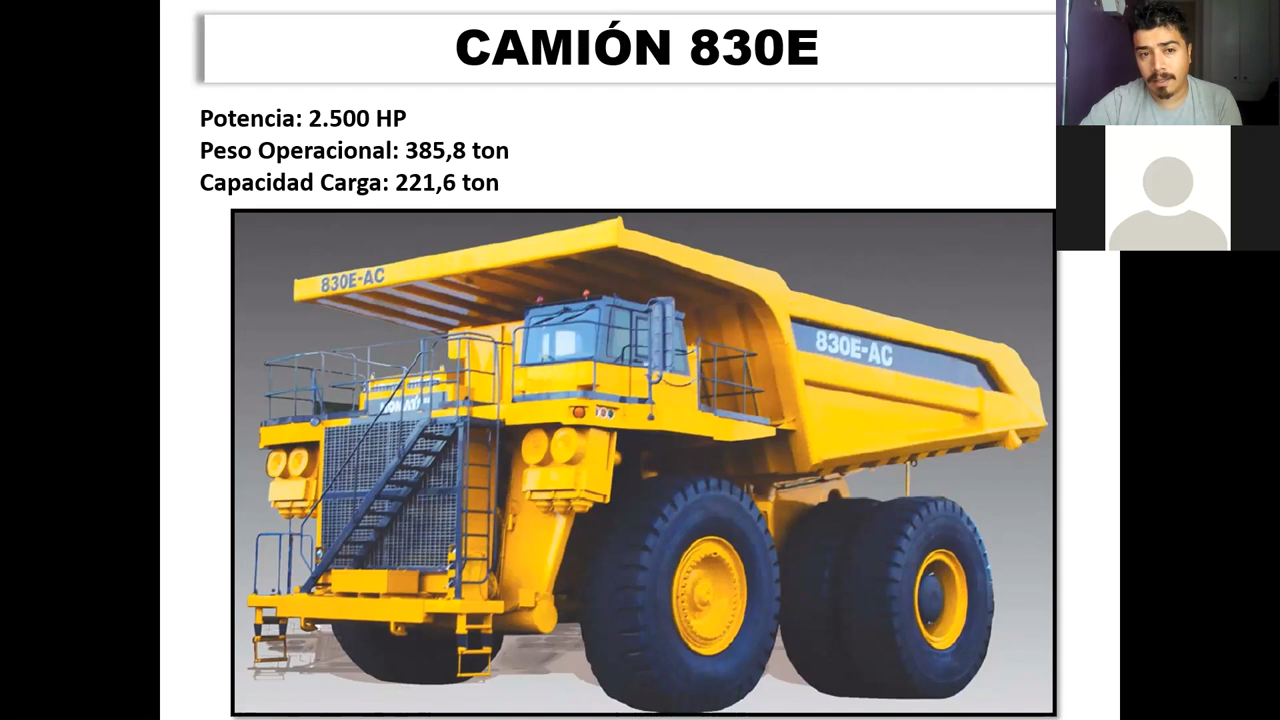 CAMIÓN 830E
Potencia: 2.500 HP
Peso Operacional: 385,8 ton
Capacidad Carga: 221,6 ton
830E-AC
830E-AC